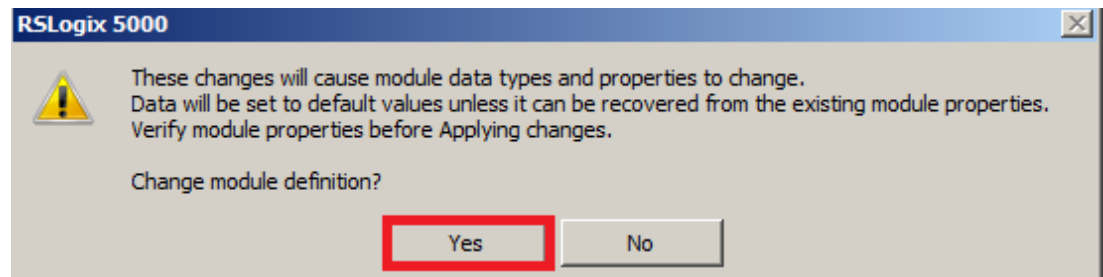 RSLogix 5000
These changes will cause module data types and properties to change.
Data will be set to default values unless it can be recovered from the existing module properties.
Verify module properties before Applying changes.
Change module definition?
Yes No